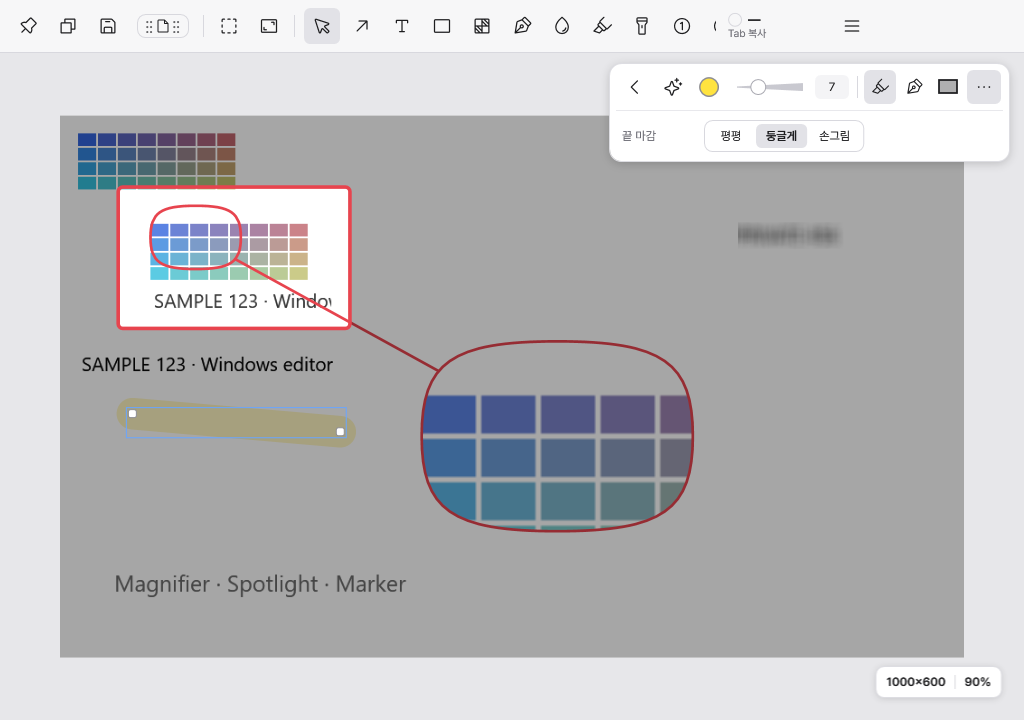 Tab 복사
7
끝 마감 평평 둥글게 손그림
SAMPLE 123 · Window
SAMPLE 123 · Windows editor
Magnifier · Spotlight · Marker
1000×600 90%